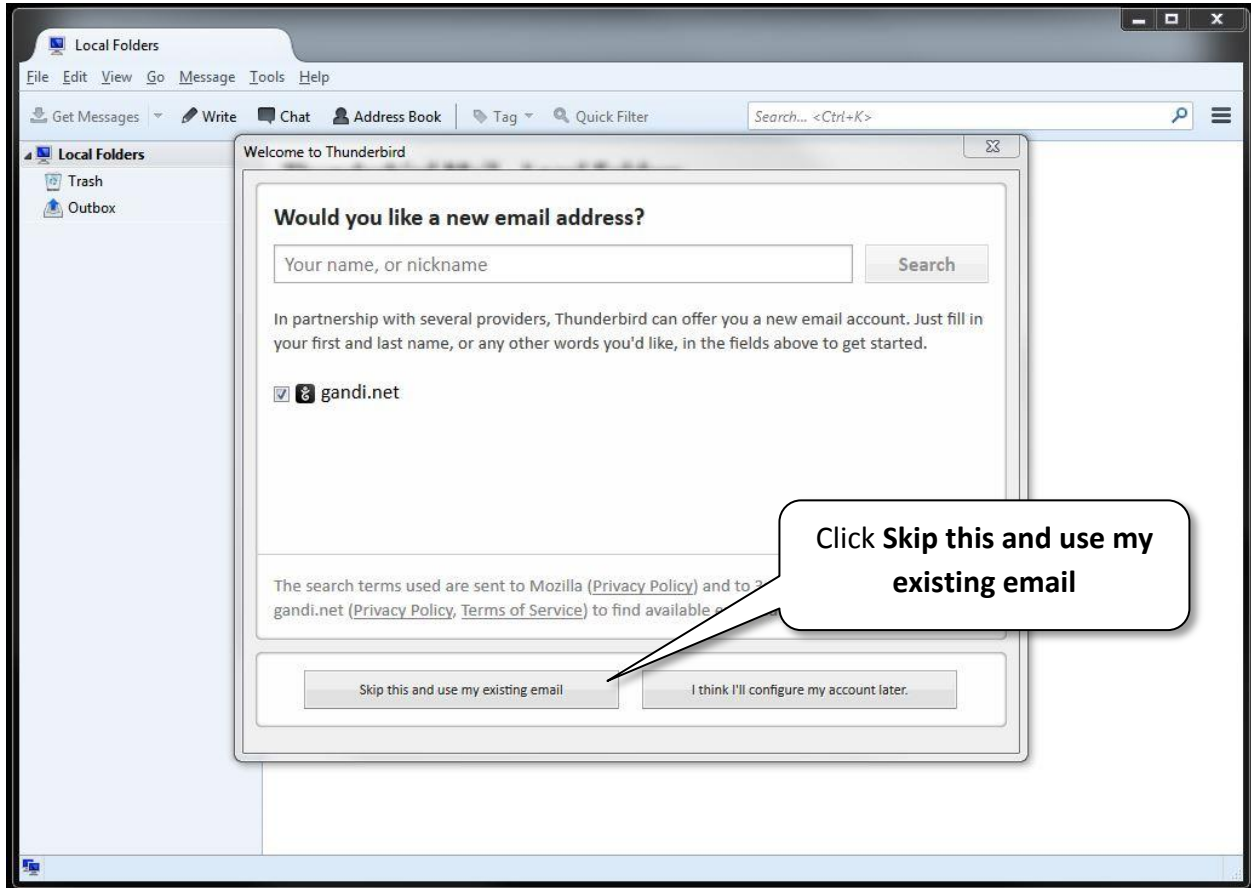 Local Folders
File Edit View Go Message Tools Help
Get Messages Write Chat Address Book Tag Quick Filter Search... <Ctrl+K>
Local Folders
Trash
Outbox
Welcome to Thunderbird
Would you like a new email address?
Your name, or nickname Search
In partnership with several providers, Thunderbird can offer you a new email account. Just fill in
your first and last name, or any other words you'd like, in the fields above to get started.
gandi.net
Click Skip this and use my
existing email
The search terms used are sent to Mozilla (Privacy Policy) and to
gandi.net (Privacy Policy, Terms of Service) to find available
Skip this and use my existing email I think I'll configure my account later.